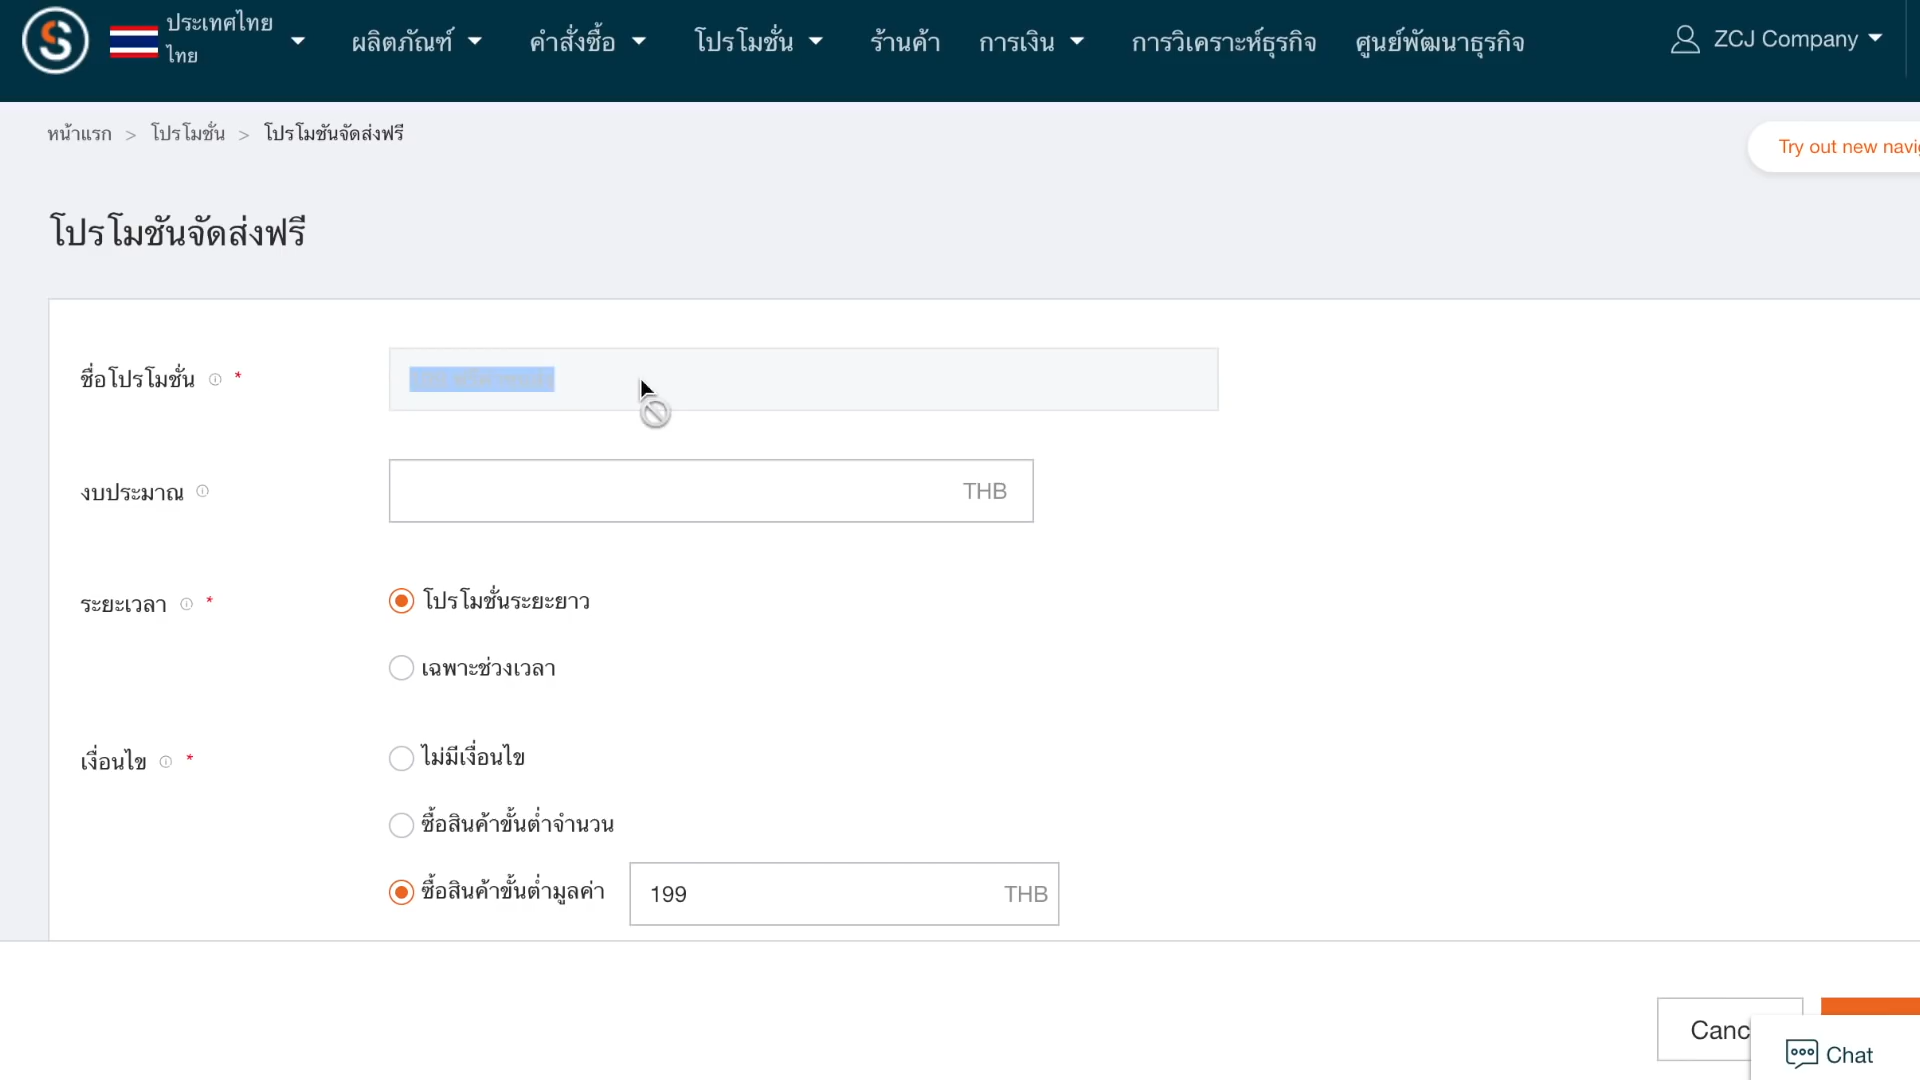 ประเทศไทย
ไทย
ผลิตภัณฑ์ คำสั่งซื้อ โปรโมชั่น ร้านค้า การเงิน การวิเคราะห์ธุรกิจ ศูนย์พัฒนาธุรกิจ ZCJ Company
หน้าแรก > โปรโมชั่น > โปรโมชันจัดส่งฟรี
Try out new navi
โปรโมชันจัดส่งฟรี
ชื่อโปรโมชั่น *
งบประมาณ THB
ระยะเวลา * โปรโมชั่นระยะยาว
เฉพาะช่วงเวลา
เงื่อนไข * ไม่มีเงื่อนไข
ซื้อสินค้าขั้นต่ำจำนวน
ซื้อสินค้าขั้นต่ำมูลค่า 199 THB
Canc
Chat